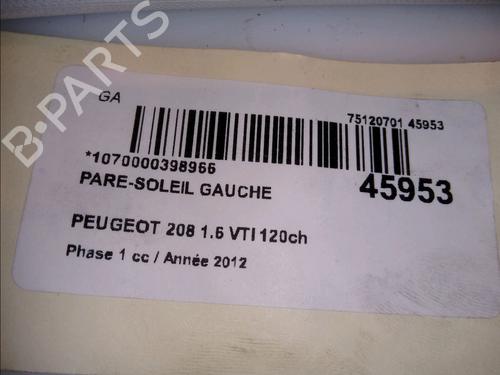 B-PARTS
GA
75120701 45953
*1070000398966
PARE-SOLEIL GAUCHE
45953
PEUGEOT 208 1.6 VTI 120ch
Phase 1 cc / Année 2012